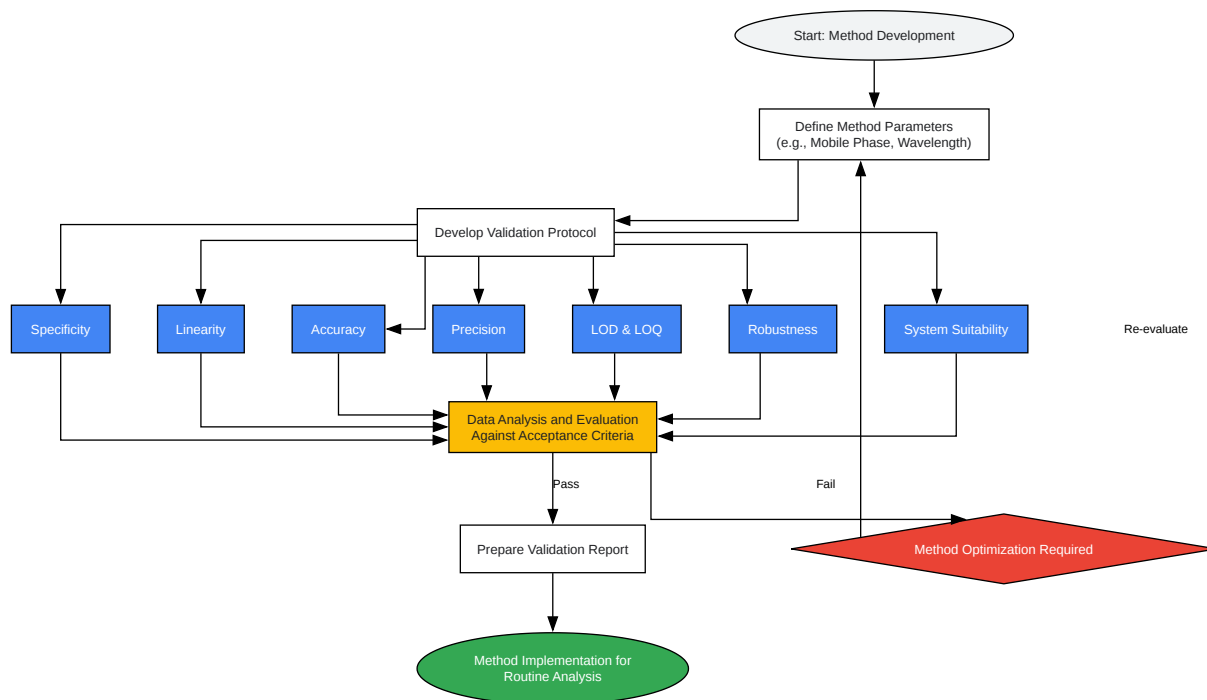 Start: Method Development
Define Method Parameters
(e.g., Mobile Phase, Wavelength)
Develop Validation Protocol
Specificity
Linearity
Accuracy
Precision
LOD & LOQ
Robustness
System Suitability
Re-evaluate
Data Analysis and Evaluation
Against Acceptance Criteria
Pass
Fail
Prepare Validation Report
Method Optimization Required
Method Implementation for
Routine Analysis